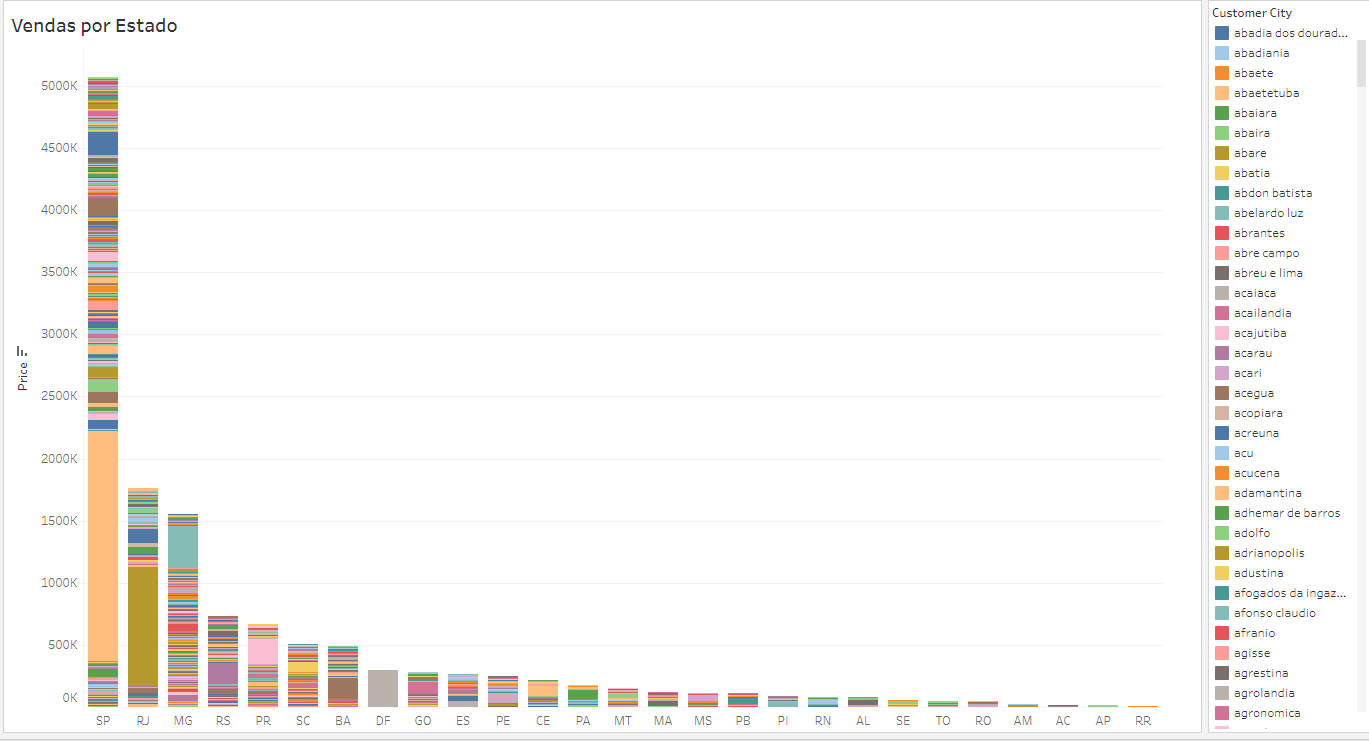 Vendas por Estado
5000K
4500K
4000K
3500K
3000K
2500K
2000K
1500K
1000K
500K
0K
Price
SP RJ MG RS PR SC BA DF GO ES PE CE PA MT MA MS PB PI RN AL SE TO RO AM AC AP RR
Customer City
abadia dos dourad...
abadiania
abaete
abaetetuba
abaiara
abaira
abare
abatia
abdon batista
abelardo luz
abrantes
abre campo
abreu e lima
acaiaca
acailandia
acajutiba
acarau
acari
acegua
acopiara
acreuna
acu
acucena
adamantina
adhemar de barros
adolfo
adrianopolis
adustina
afogados da ingaz...
afonso claudio
afranio
agisse
agrestina
agrolandia
agronomica